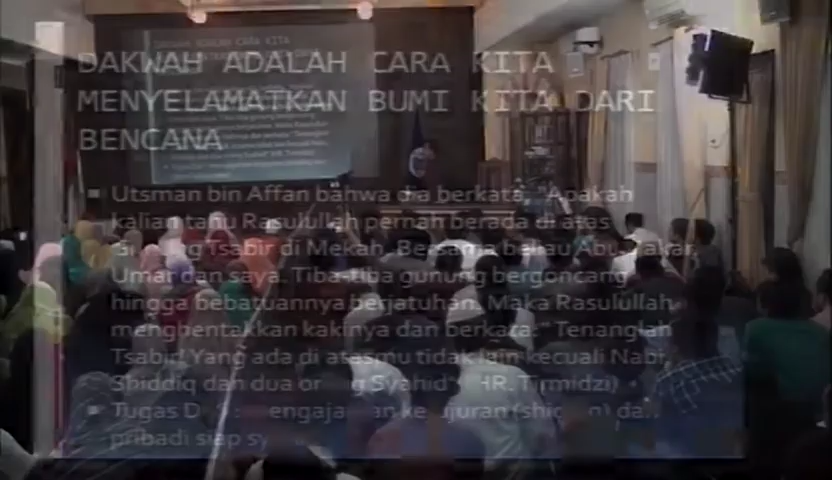 DAKWAH ADALAH CARA KITA
MENYELAMATKAN BUMI KITA DARI
BENCANA
Utsman bin Affan bahwa dia berkata, "Apakah
kalian tahu Rasulullah pernah berada di atas
di Mekah. Bersama beliau Abu Bakar
Umar dan saya. Tiba-tiba gunung bergoncang
hingga bebatuannya berjatuhan. Maka Rasulullah
menghentakkan kakinya dan berkata: "Tenanglah
Tsabir! Yang ada di atasmu tidak lain kecuali Nabi
Shiddiq dan dua orang Syahid" (HR. Tirmidzi)
Tugas
pribadi siap